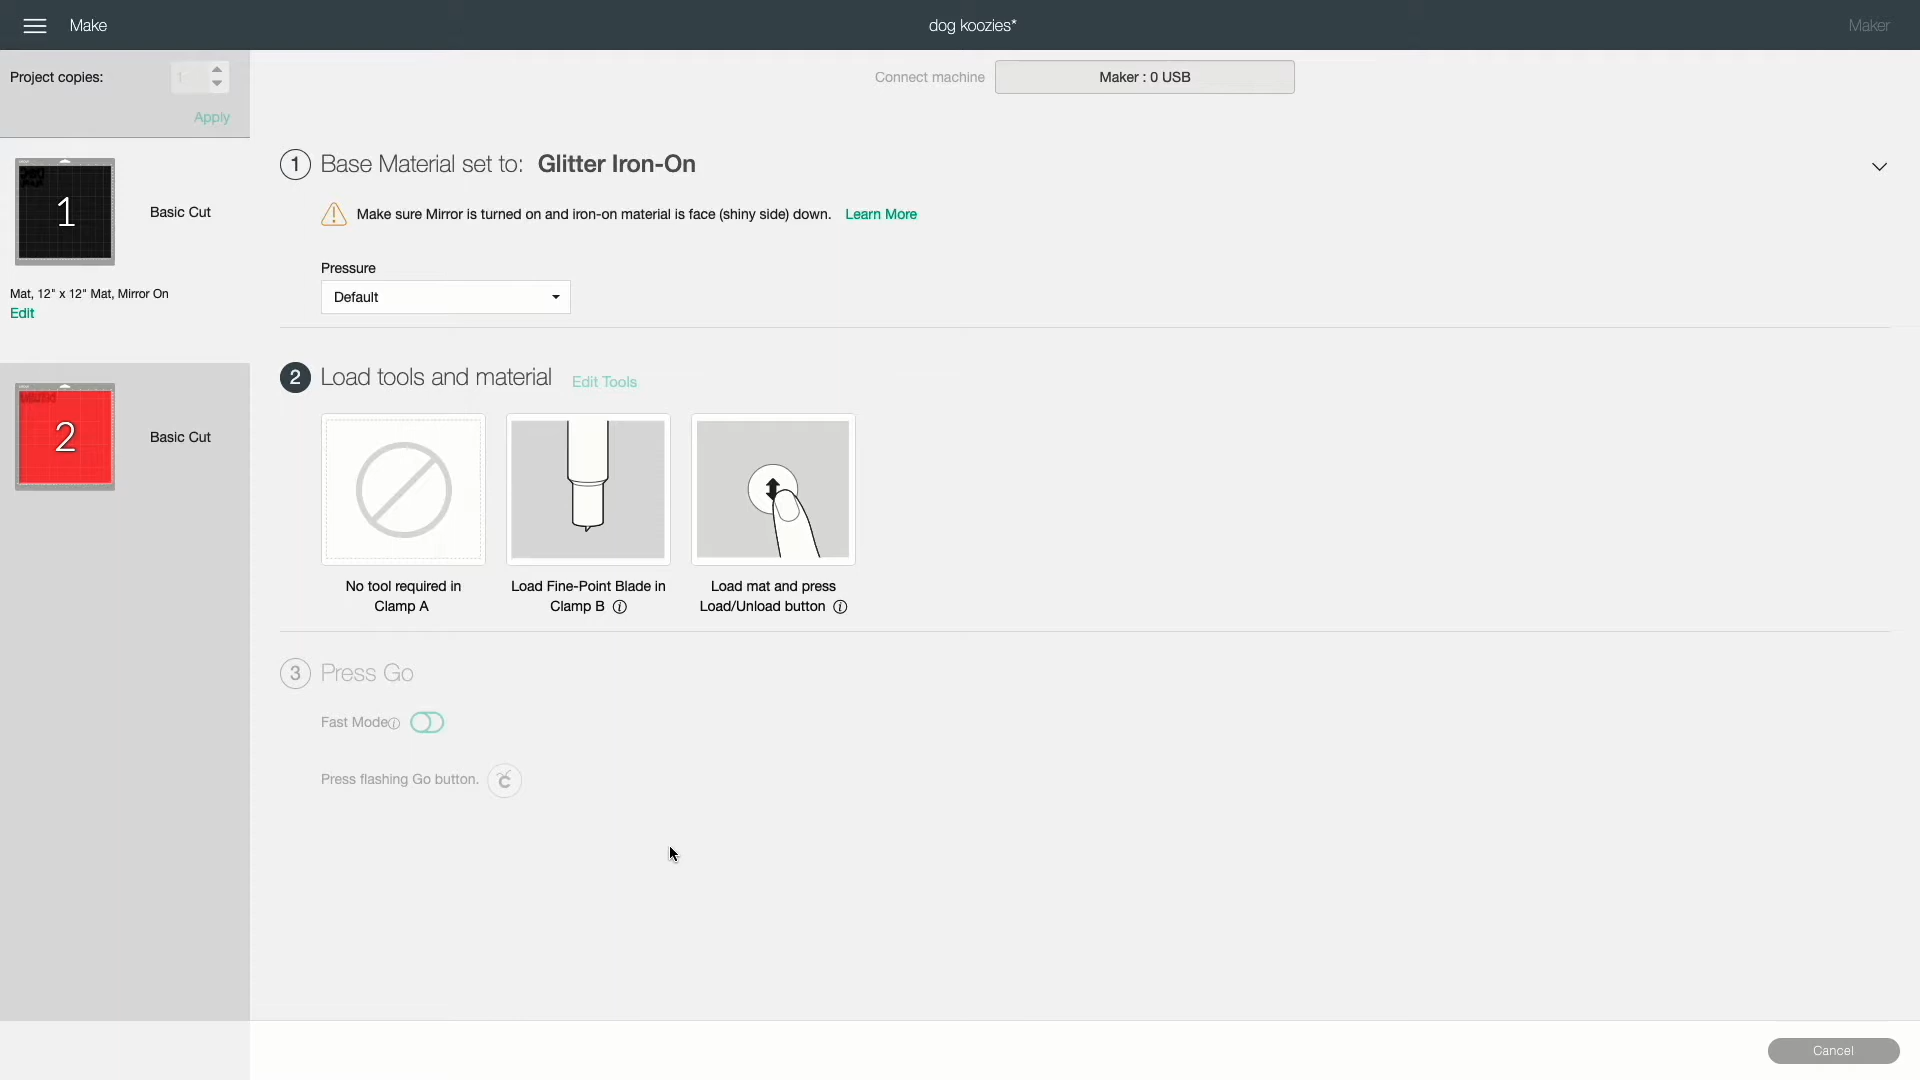 Make
dog koozies*
Maker
Project copies:
1
Apply
Connect machine
Maker : 0 USB
1
Basic Cut
Mat, 12" x 12" Mat, Mirror On
Edit
2
Basic Cut
1 Base Material set to: Glitter Iron-On
Make sure Mirror is turned on and iron-on material is face (shiny side) down. Learn More
Pressure
Default
2 Load tools and material Edit Tools
No tool required in
Clamp A
Load Fine-Point Blade in
Clamp B
Load mat and press
Load/Unload button
3 Press Go
Fast Mode
Press flashing Go button.
Cancel